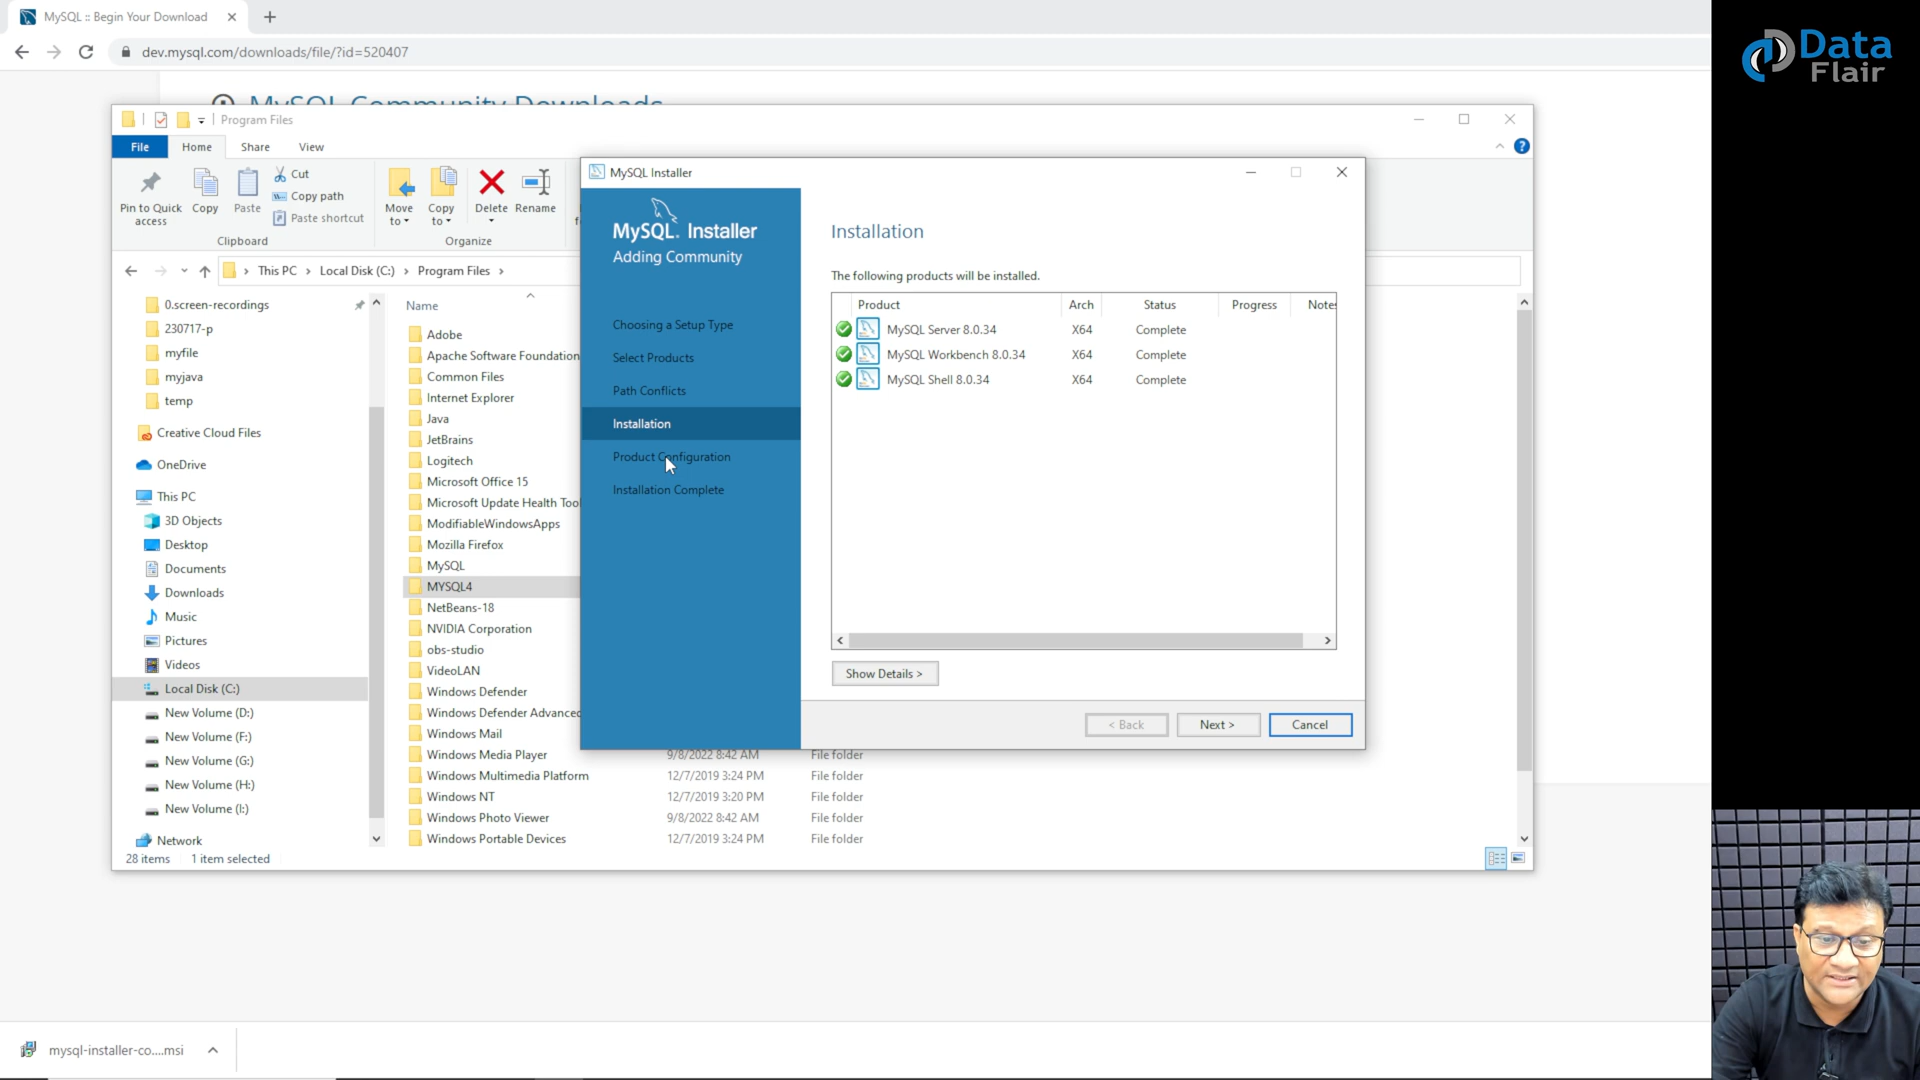 MySQL :: Begin Your Download
dev.mysql.com/downloads/file/?id=520407
Data
Flair
MySQL Community Downloads
Program Files
File
Home
Share
View
Pin to Quick
access
Copy
Paste
Cut
Copy path
Paste shortcut
Clipboard
Move
to
Copy
to
Delete
Rename
Organize
This PC
Local Disk (C:)
Program Files
0.screen-recordings
230717-p
myfile
myjava
temp
Creative Cloud Files
OneDrive
This PC
3D Objects
Desktop
Documents
Downloads
Music
Pictures
Videos
Local Disk (C:)
New Volume (D:)
New Volume (F:)
New Volume (G:)
New Volume (H:)
New Volume (I:)
Network
28 items
1 item selected
Name
Adobe
Apache Software Foundation
Common Files
Internet Explorer
Java
JetBrains
Logitech
Microsoft Office 15
Microsoft Update Health Tool
ModifiableWindowsApps
Mozilla Firefox
MySQL
MYSQL4
NetBeans-18
NVIDIA Corporation
obs-studio
VideoLAN
Windows Defender
Windows Defender Advanced
Windows Mail
Windows Media Player 9/8/2022 8:42 AM File folder
Windows Multimedia Platform 12/7/2019 3:24 PM File folder
Windows NT 12/7/2019 3:20 PM File folder
Windows Photo Viewer 9/8/2022 8:42 AM File folder
Windows Portable Devices 12/7/2019 3:24 PM File folder
MySQL Installer
MySQL. Installer
Adding Community
Choosing a Setup Type
Select Products
Path Conflicts
Installation
Product Configuration
Installation Complete
Installation
The following products will be installed.
Product Arch Status Progress Notes
MySQL Server 8.0.34 X64 Complete
MySQL Workbench 8.0.34 X64 Complete
MySQL Shell 8.0.34 X64 Complete
Show Details >
< Back
Next >
Cancel
mysql-installer-co....msi